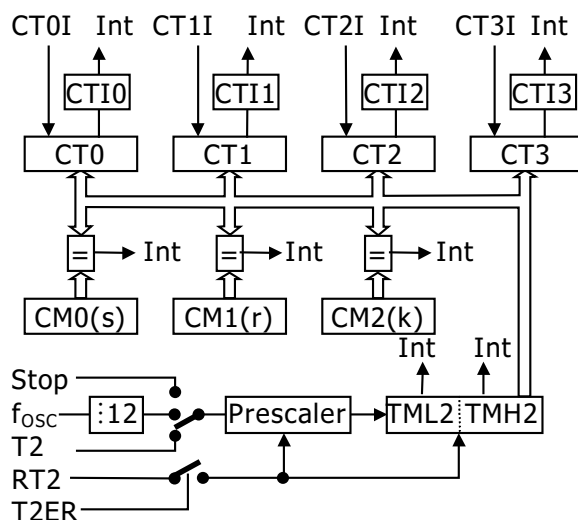 CT0I Int CT1I Int CT2I Int CT3I Int
CTI0 CTI1 CTI2 CTI3
CT0 CT1 CT2 CT3
= Int = Int = Int
CM0(s) CM1(r) CM2(k)
Int Int
Stop
fOSC :12 Prescaler TML2 TMH2
T2
RT2
T2ER